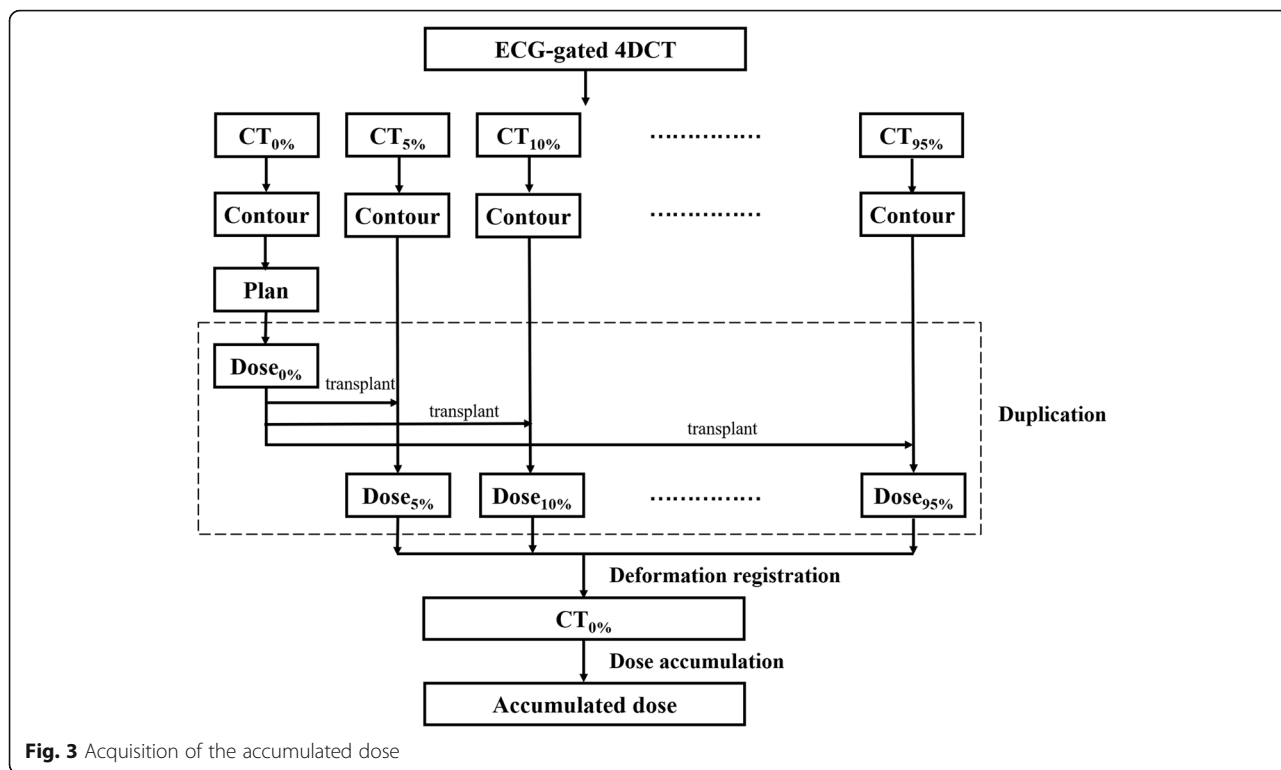 ECG-gated 4DCT
CT0% CT5% CT10% ............... CT95%
Contour Contour Contour ............... Contour
Plan
Dose0%
transplant
transplant
transplant
Duplication
Dose5% Dose10% ............... Dose95%
Deformation registration
CT0%
Dose accumulation
Accumulated dose
Fig. 3 Acquisition of the accumulated dose